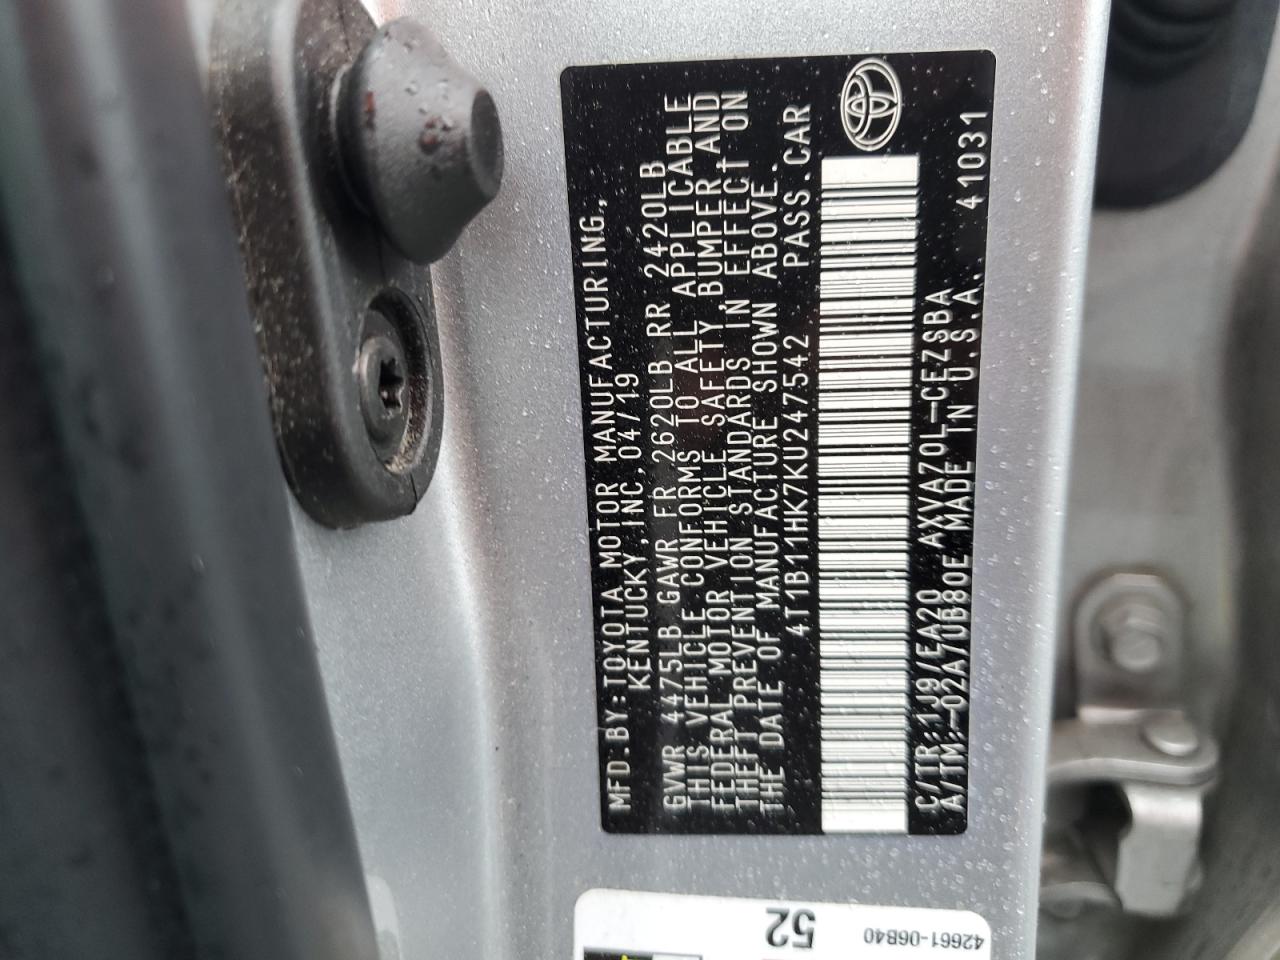 MFD. BY: TOYOTA MOTOR MANUFACTURING,
KENTUCKY, INC. 04/19
GVWR 4475LB GAWR FR 2620LB RR 2420LB
THIS VEHICLE CONFORMS TO ALL APPLICABLE
FEDERAL MOTOR VEHICLE SAFETY, BUMPER, AND
THEFT PREVENTION STANDARDS IN EFFECT ON
THE DATE OF MANUFACTURE SHOWN ABOVE.
4T1B11HK7KU247542 PASS. CAR
C/TR: 1J9/EA20 AXVA70L-CEZSBA
A/TM: -02A/UB80E MADE IN U.S.A. 41031
52
42661-06B40